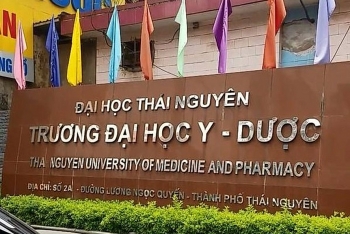 ĐẠI HỌC THÁI NGUYÊN
TRƯỜNG ĐẠI HỌC Y - DƯỢC
THAI NGUYEN UNIVERSITY OF MEDICINE AND PHARMACY
ĐỊA CHỈ: SỐ 2A - ĐƯỜNG LƯƠNG NGỌC QUYẾN - THÀNH PHỐ THÁI NGUYÊN